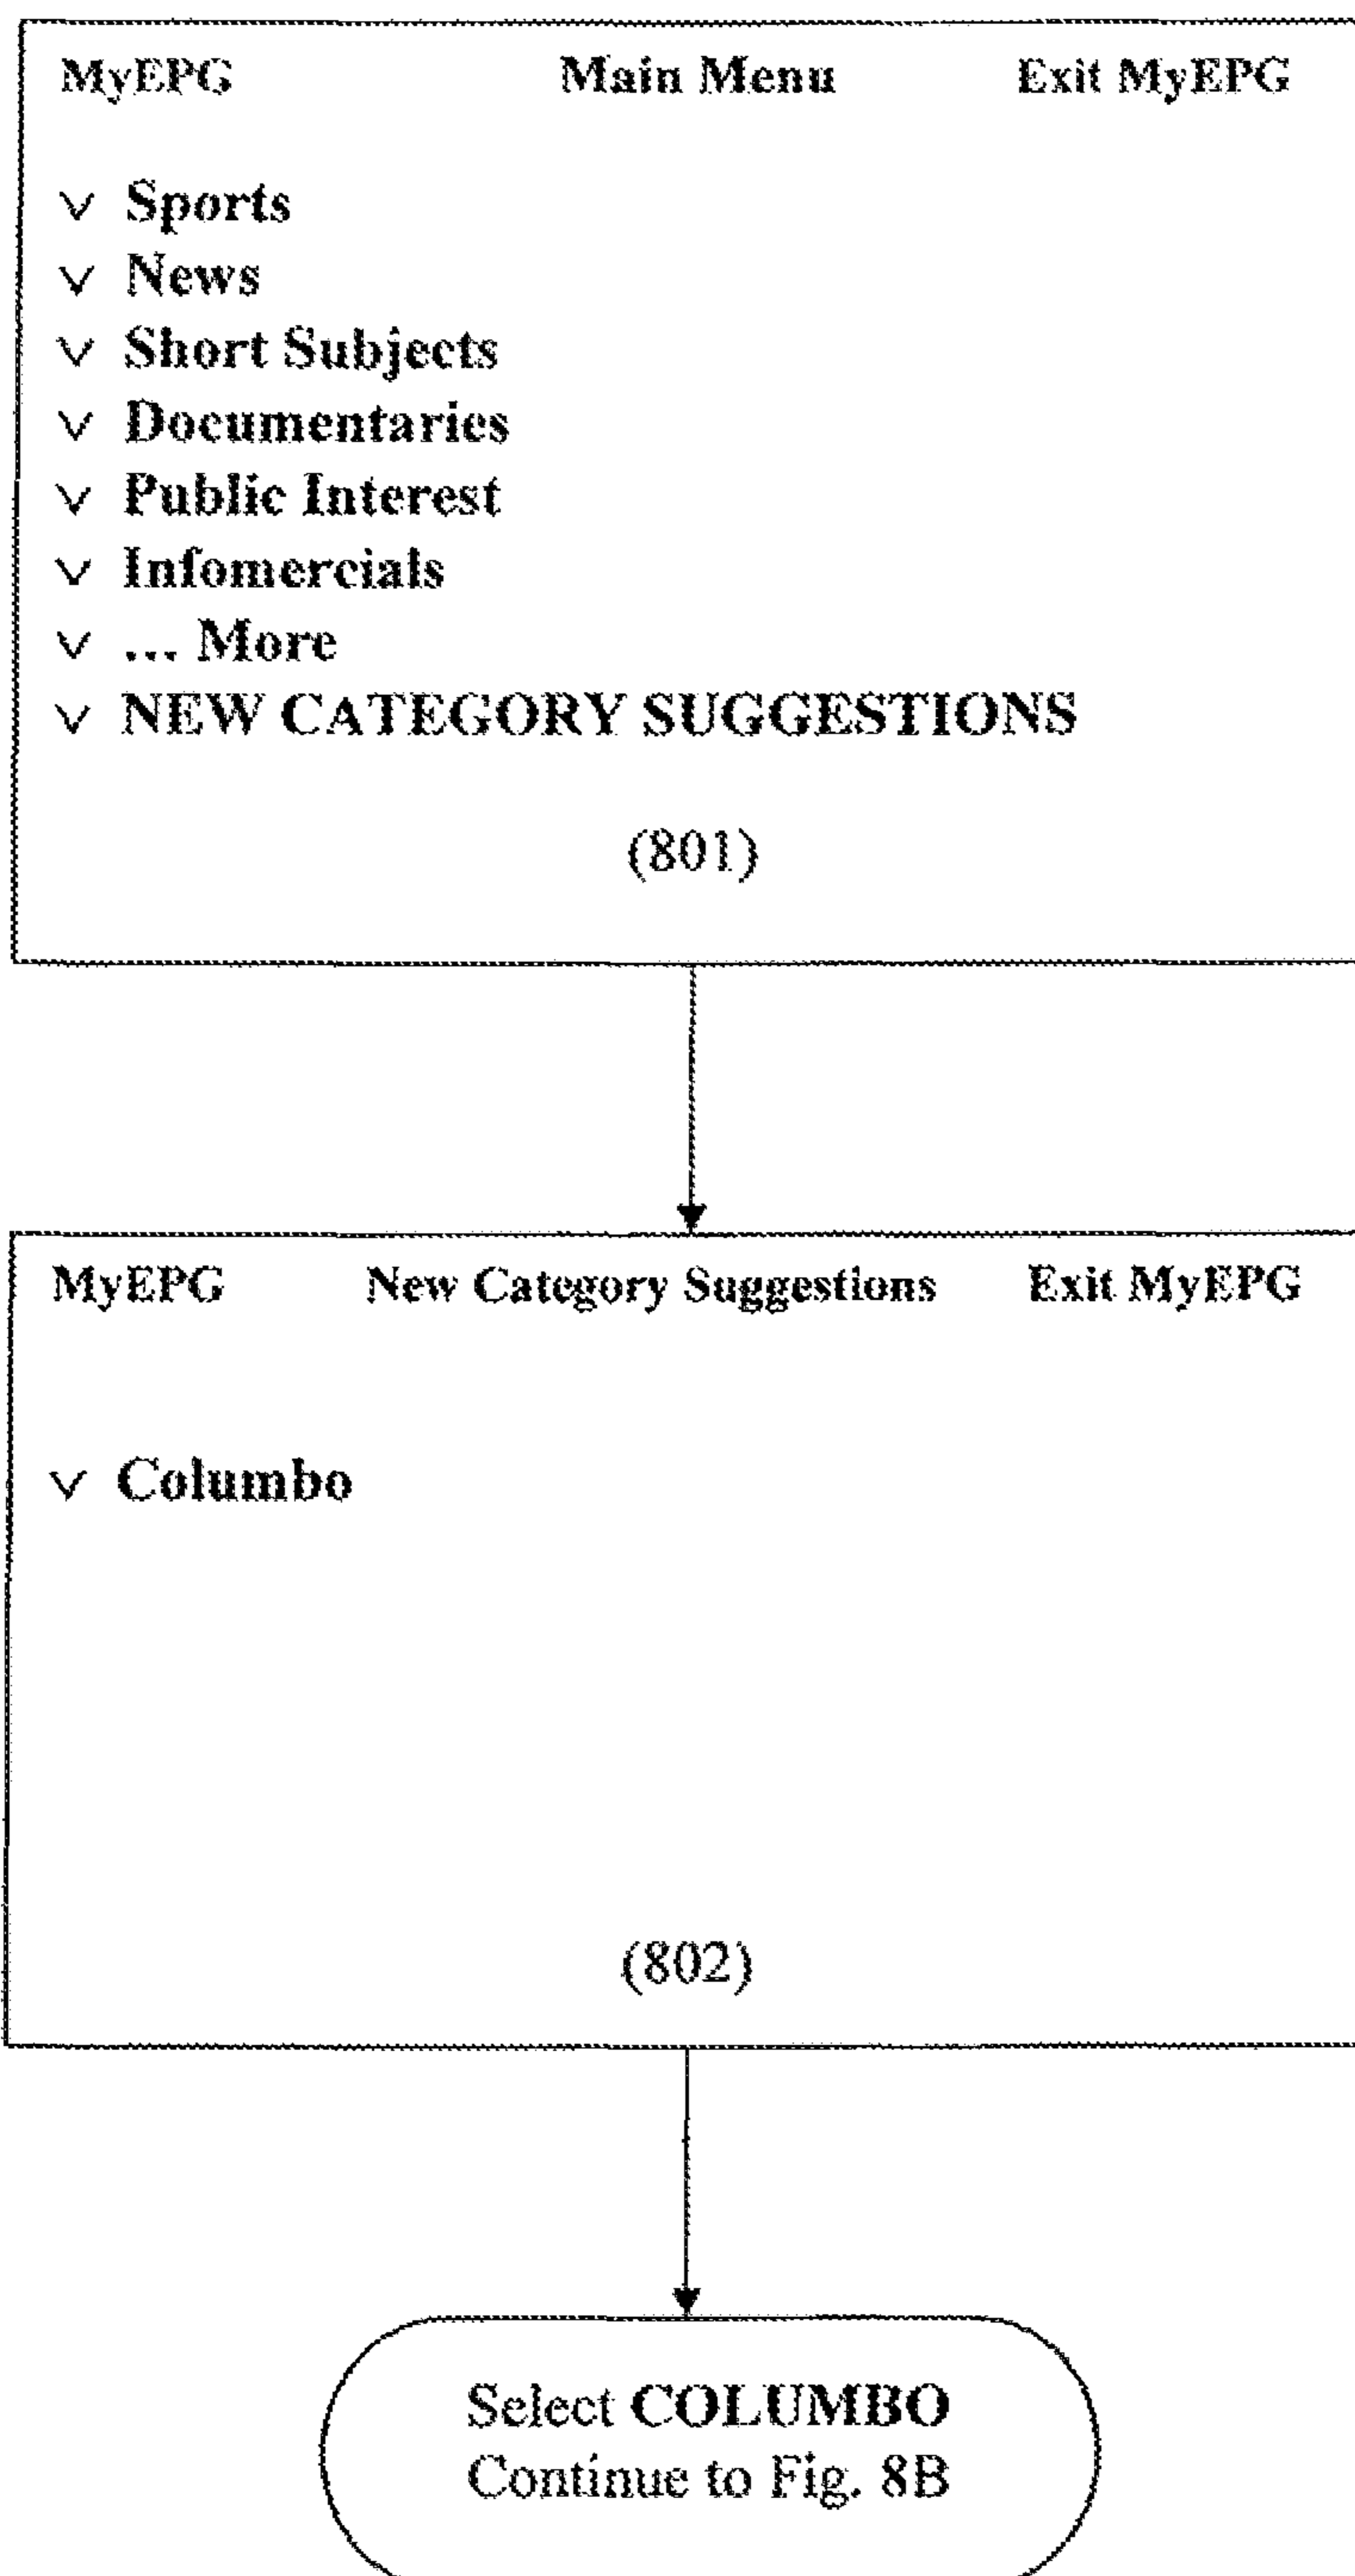 MyEPG Main Menu Exit MyEPG
∨ Sports
∨ News
∨ Short Subjects
∨ Documentaries
∨ Public Interest
∨ Infomercials
∨ ... More
∨ NEW CATEGORY SUGGESTIONS
(801)
MyEPG New Category Suggestions Exit MyEPG
∨ Columbo
(802)
Select COLUMBO
Continue to Fig. 8B